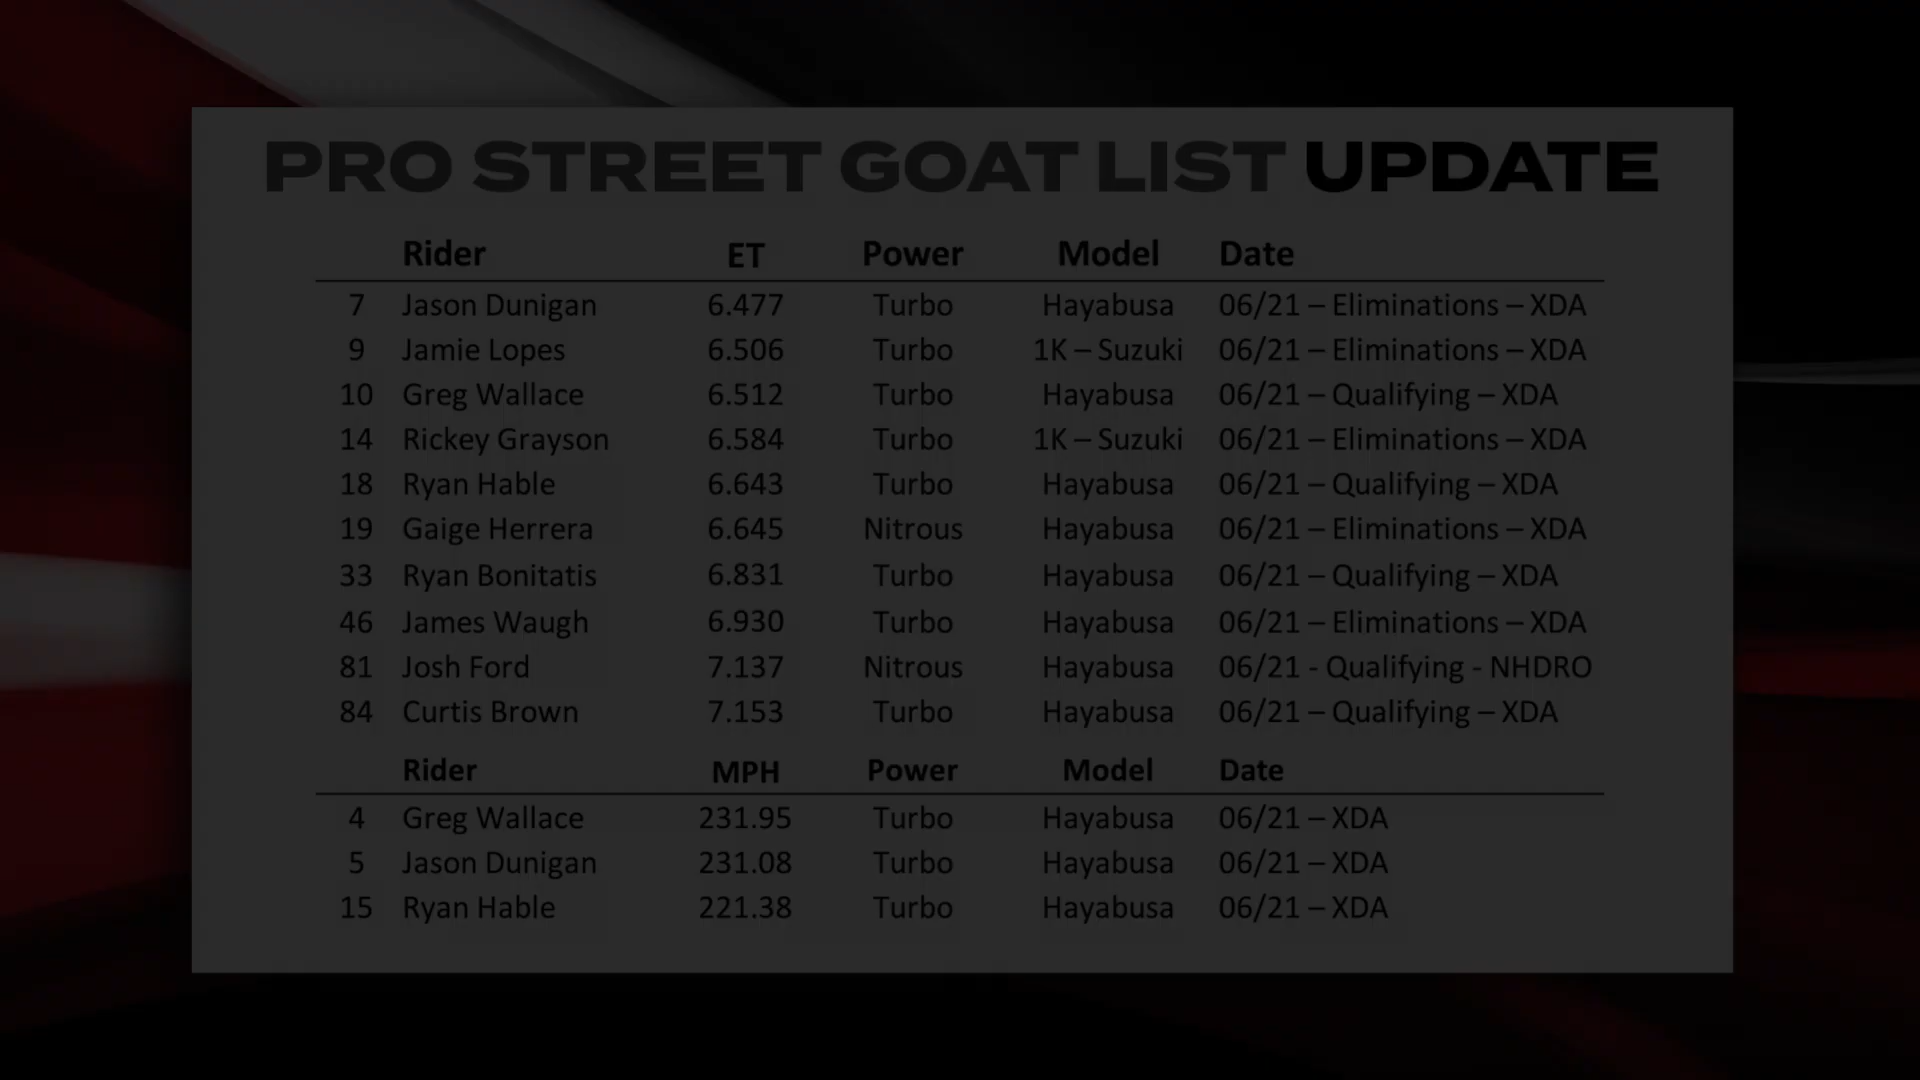 PRO STREET GOAT LIST UPDATE
Rider ET Power Model Date
7 Jason Dunigan 6.477 Turbo Hayabusa 06/21 – Eliminations – XDA
9 Jamie Lopes 6.506 Turbo 1K – Suzuki 06/21 – Eliminations – XDA
10 Greg Wallace 6.512 Turbo Hayabusa 06/21 – Qualifying – XDA
14 Rickey Grayson 6.584 Turbo 1K – Suzuki 06/21 – Eliminations – XDA
18 Ryan Hable 6.643 Turbo Hayabusa 06/21 – Qualifying – XDA
19 Gaige Herrera 6.645 Nitrous Hayabusa 06/21 – Eliminations – XDA
33 Ryan Bonitatis 6.831 Turbo Hayabusa 06/21 – Qualifying – XDA
46 James Waugh 6.930 Turbo Hayabusa 06/21 – Eliminations – XDA
81 Josh Ford 7.137 Nitrous Hayabusa 06/21 - Qualifying - NHDRO
84 Curtis Brown 7.153 Turbo Hayabusa 06/21 – Qualifying – XDA
Rider MPH Power Model Date
4 Greg Wallace 231.95 Turbo Hayabusa 06/21 – XDA
5 Jason Dunigan 231.08 Turbo Hayabusa 06/21 – XDA
15 Ryan Hable 221.38 Turbo Hayabusa 06/21 – XDA